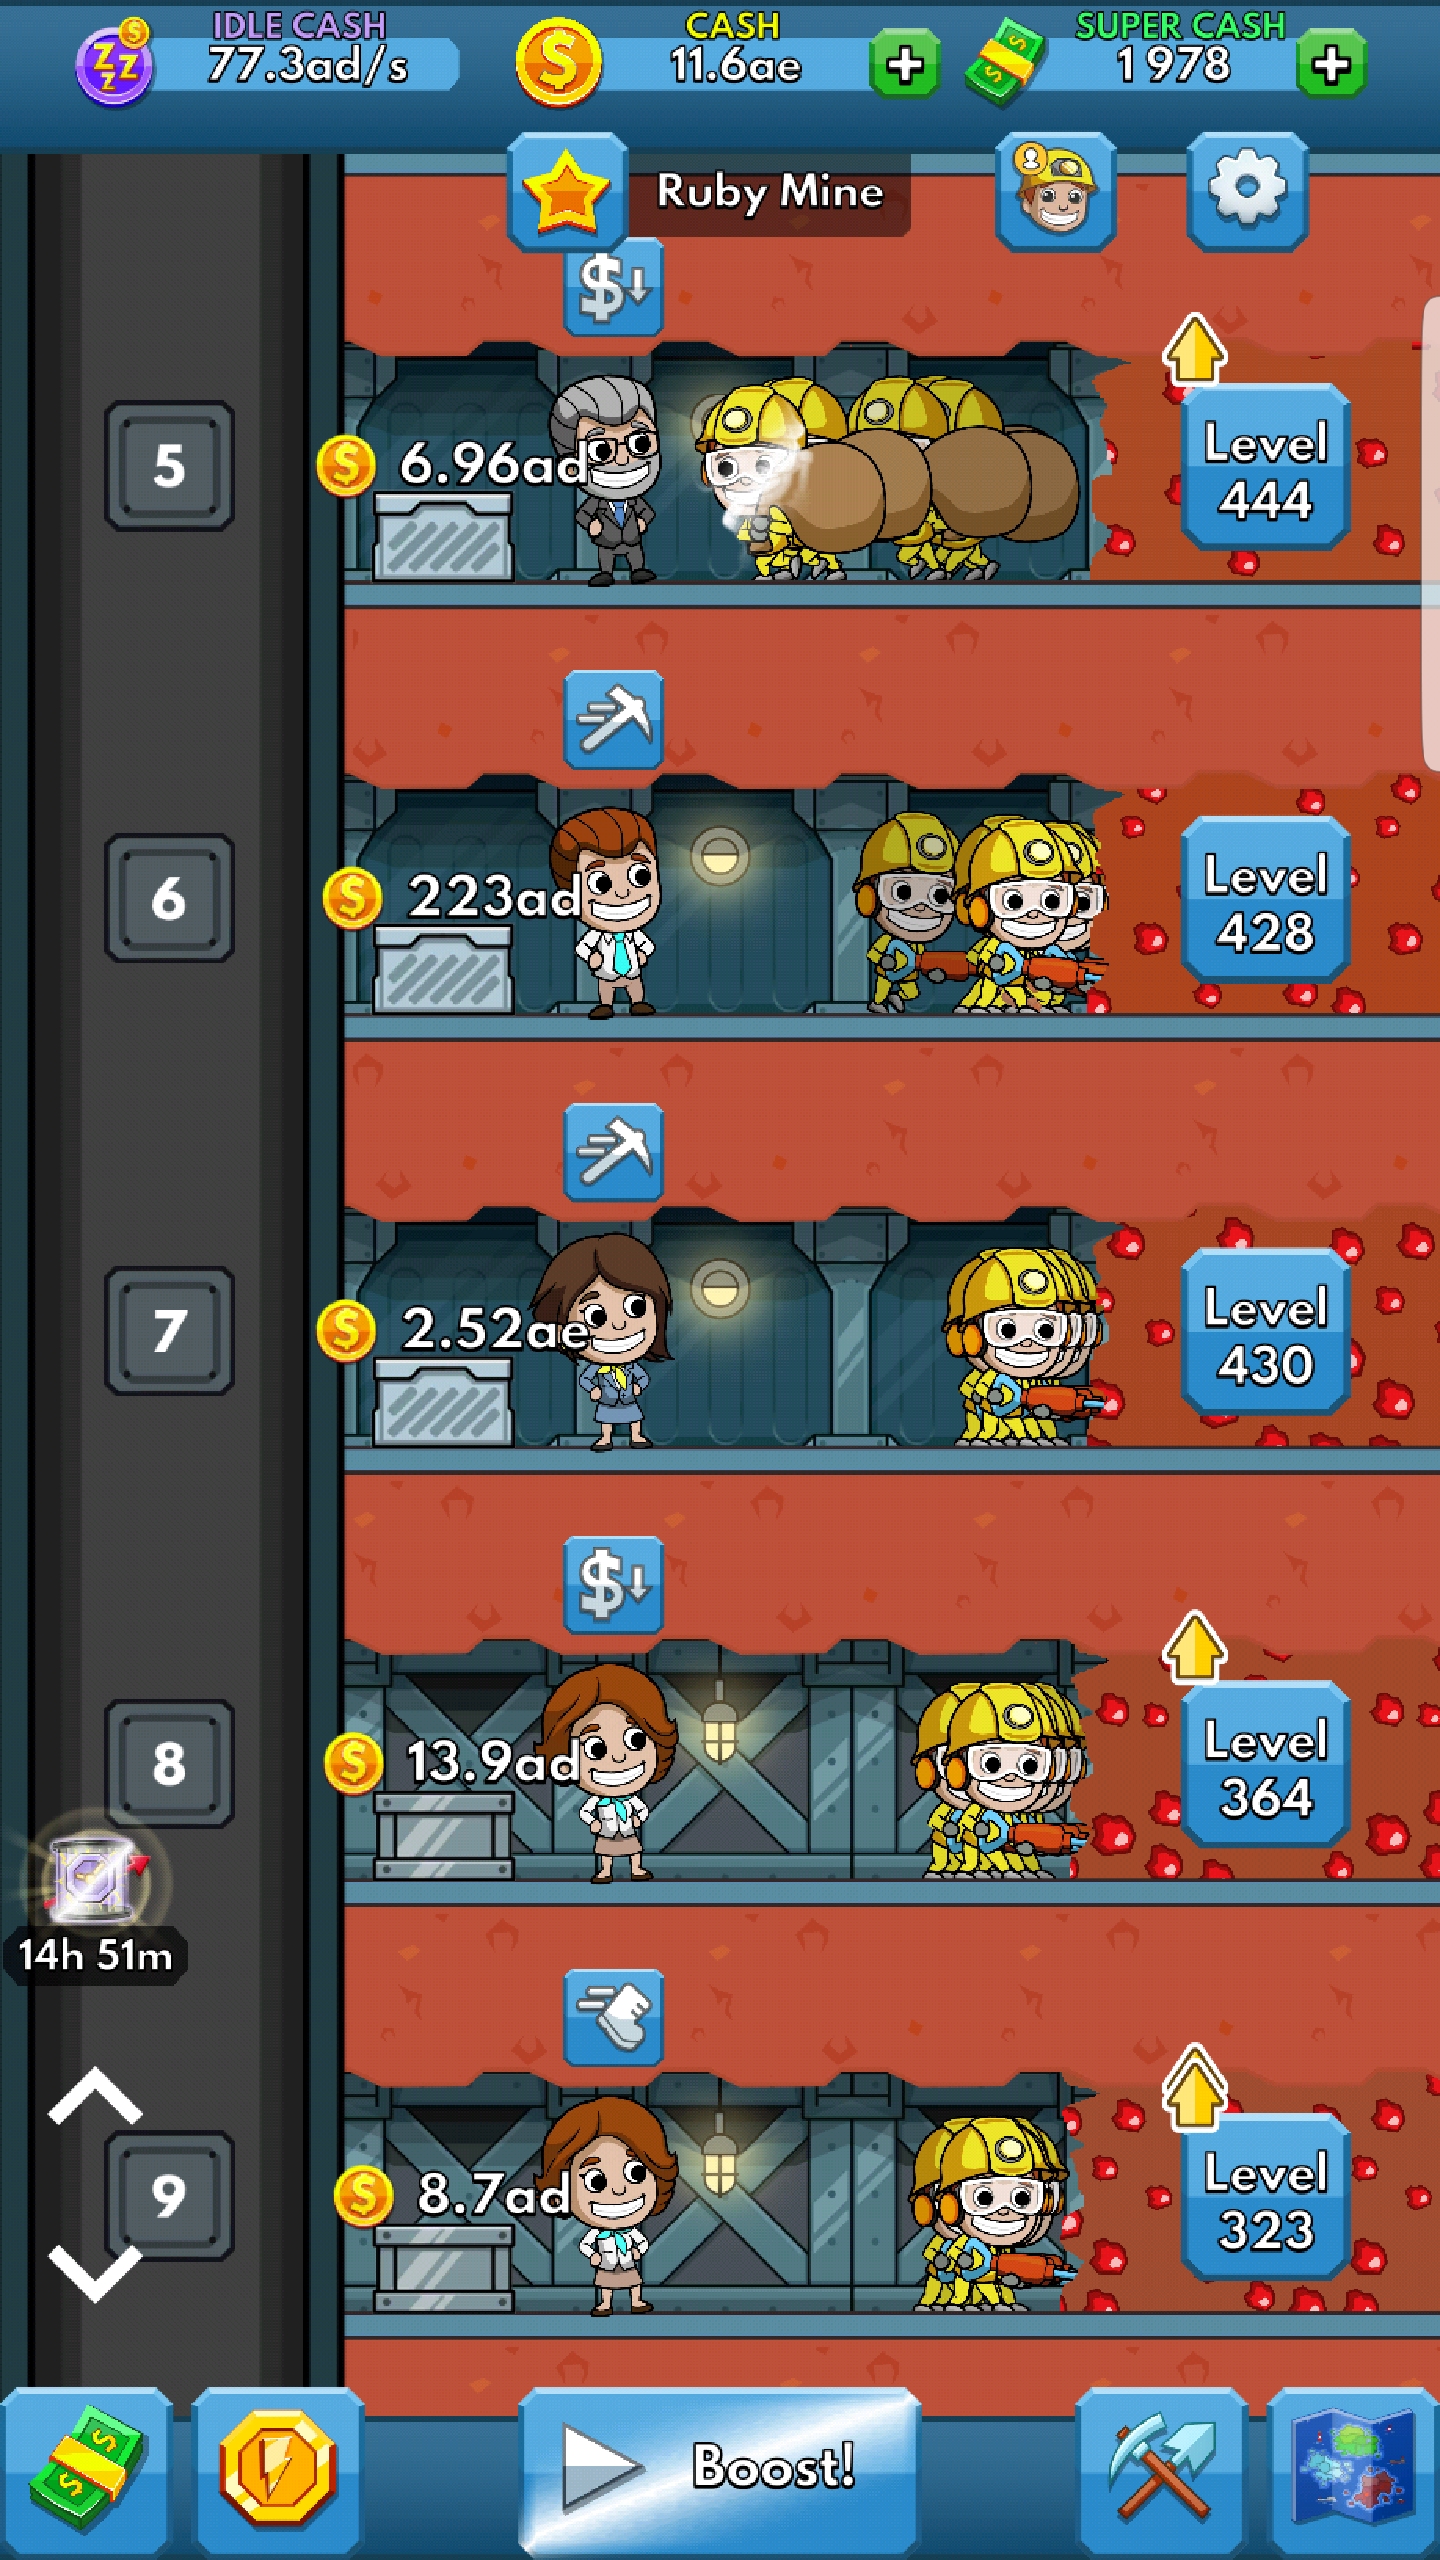 IDLE CASH
77.3ad/s
CASH
11.6ae
SUPER CASH
1 978
Ruby Mine
5
6.96ad
Level
444
6
223ad
Level
428
7
2.52ae
Level
430
8
13.9ad
Level
364
14h 51m
9
8.7ad
Level
323
Boost!